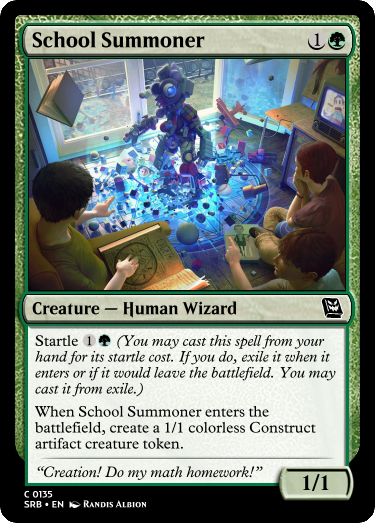 School Summoner 1
Creature — Human Wizard
Startle 1 (You may cast this spell from your
hand for its startle cost. If you do, exile it when it
enters or if it would leave the battlefield. You may
cast it from exile.)
When School Summoner enters the
battlefield, create a 1/1 colorless Construct
artifact creature token.
“Creation! Do my math homework!”
1/1
C 0135
SRB • EN Randis Albion